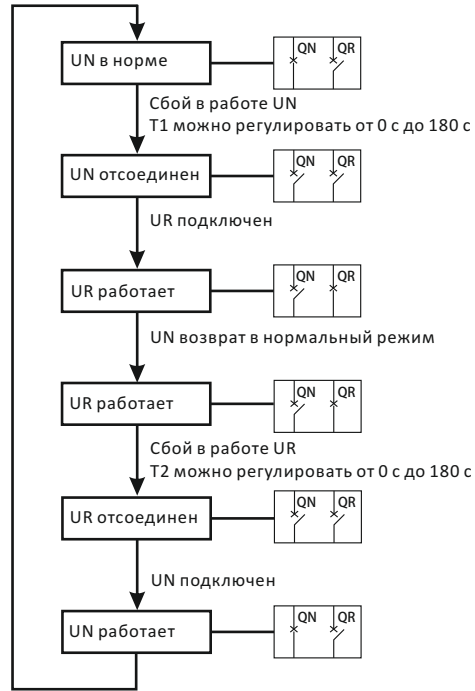 UN в норме
QN QR
Сбой в работе UN
T1 можно регулировать от 0 с до 180 с
UN отсоединен
QN QR
UR подключен
UR работает
QN QR
UN возврат в нормальный режим
UR работает
QN QR
Сбой в работе UR
T2 можно регулировать от 0 с до 180 с
UR отсоединен
QN QR
UN подключен
UN работает
QN QR